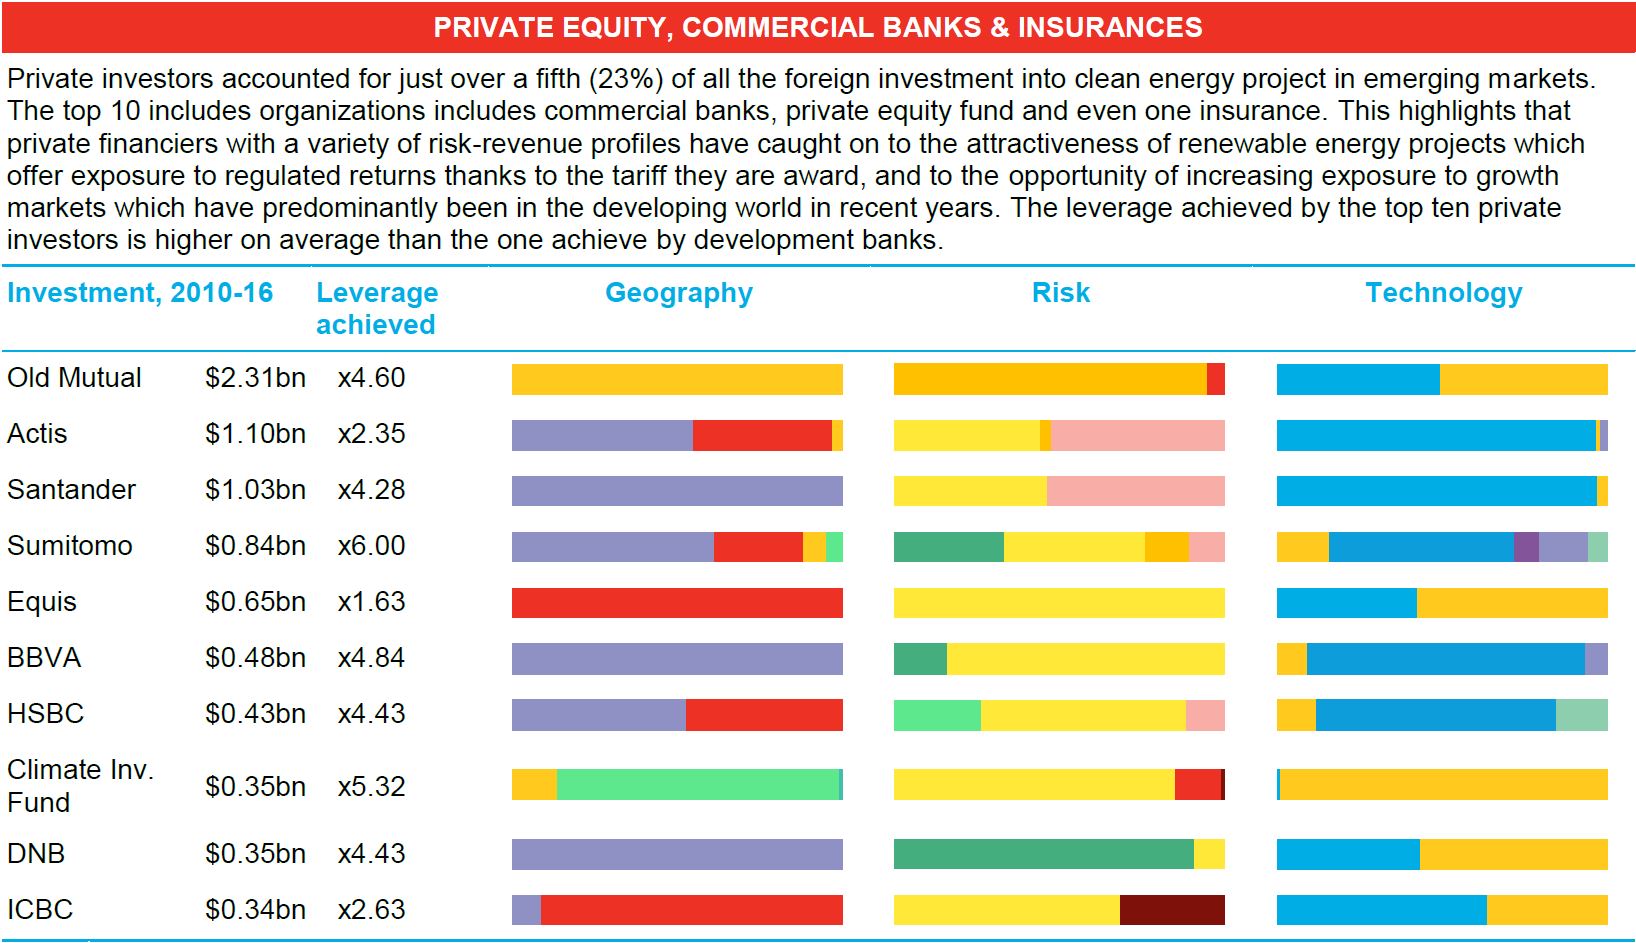 PRIVATE EQUITY, COMMERCIAL BANKS & INSURANCES
Private investors accounted for just over a fifth (23%) of all the foreign investment into clean energy project in emerging markets.
The top 10 includes organizations includes commercial banks, private equity fund and even one insurance. This highlights that
private financiers with a variety of risk-revenue profiles have caught on to the attractiveness of renewable energy projects which
offer exposure to regulated returns thanks to the tariff they are award, and to the opportunity of increasing exposure to growth
markets which have predominantly been in the developing world in recent years. The leverage achieved by the top ten private
investors is higher on average than the one achieve by development banks.
Investment, 2010-16 Leverage achieved Geography Risk Technology
Old Mutual $2.31bn x4.60
Actis $1.10bn x2.35
Santander $1.03bn x4.28
Sumitomo $0.84bn x6.00
Equis $0.65bn x1.63
BBVA $0.48bn x4.84
HSBC $0.43bn x4.43
Climate Inv. Fund $0.35bn x5.32
DNB $0.35bn x4.43
ICBC $0.34bn x2.63